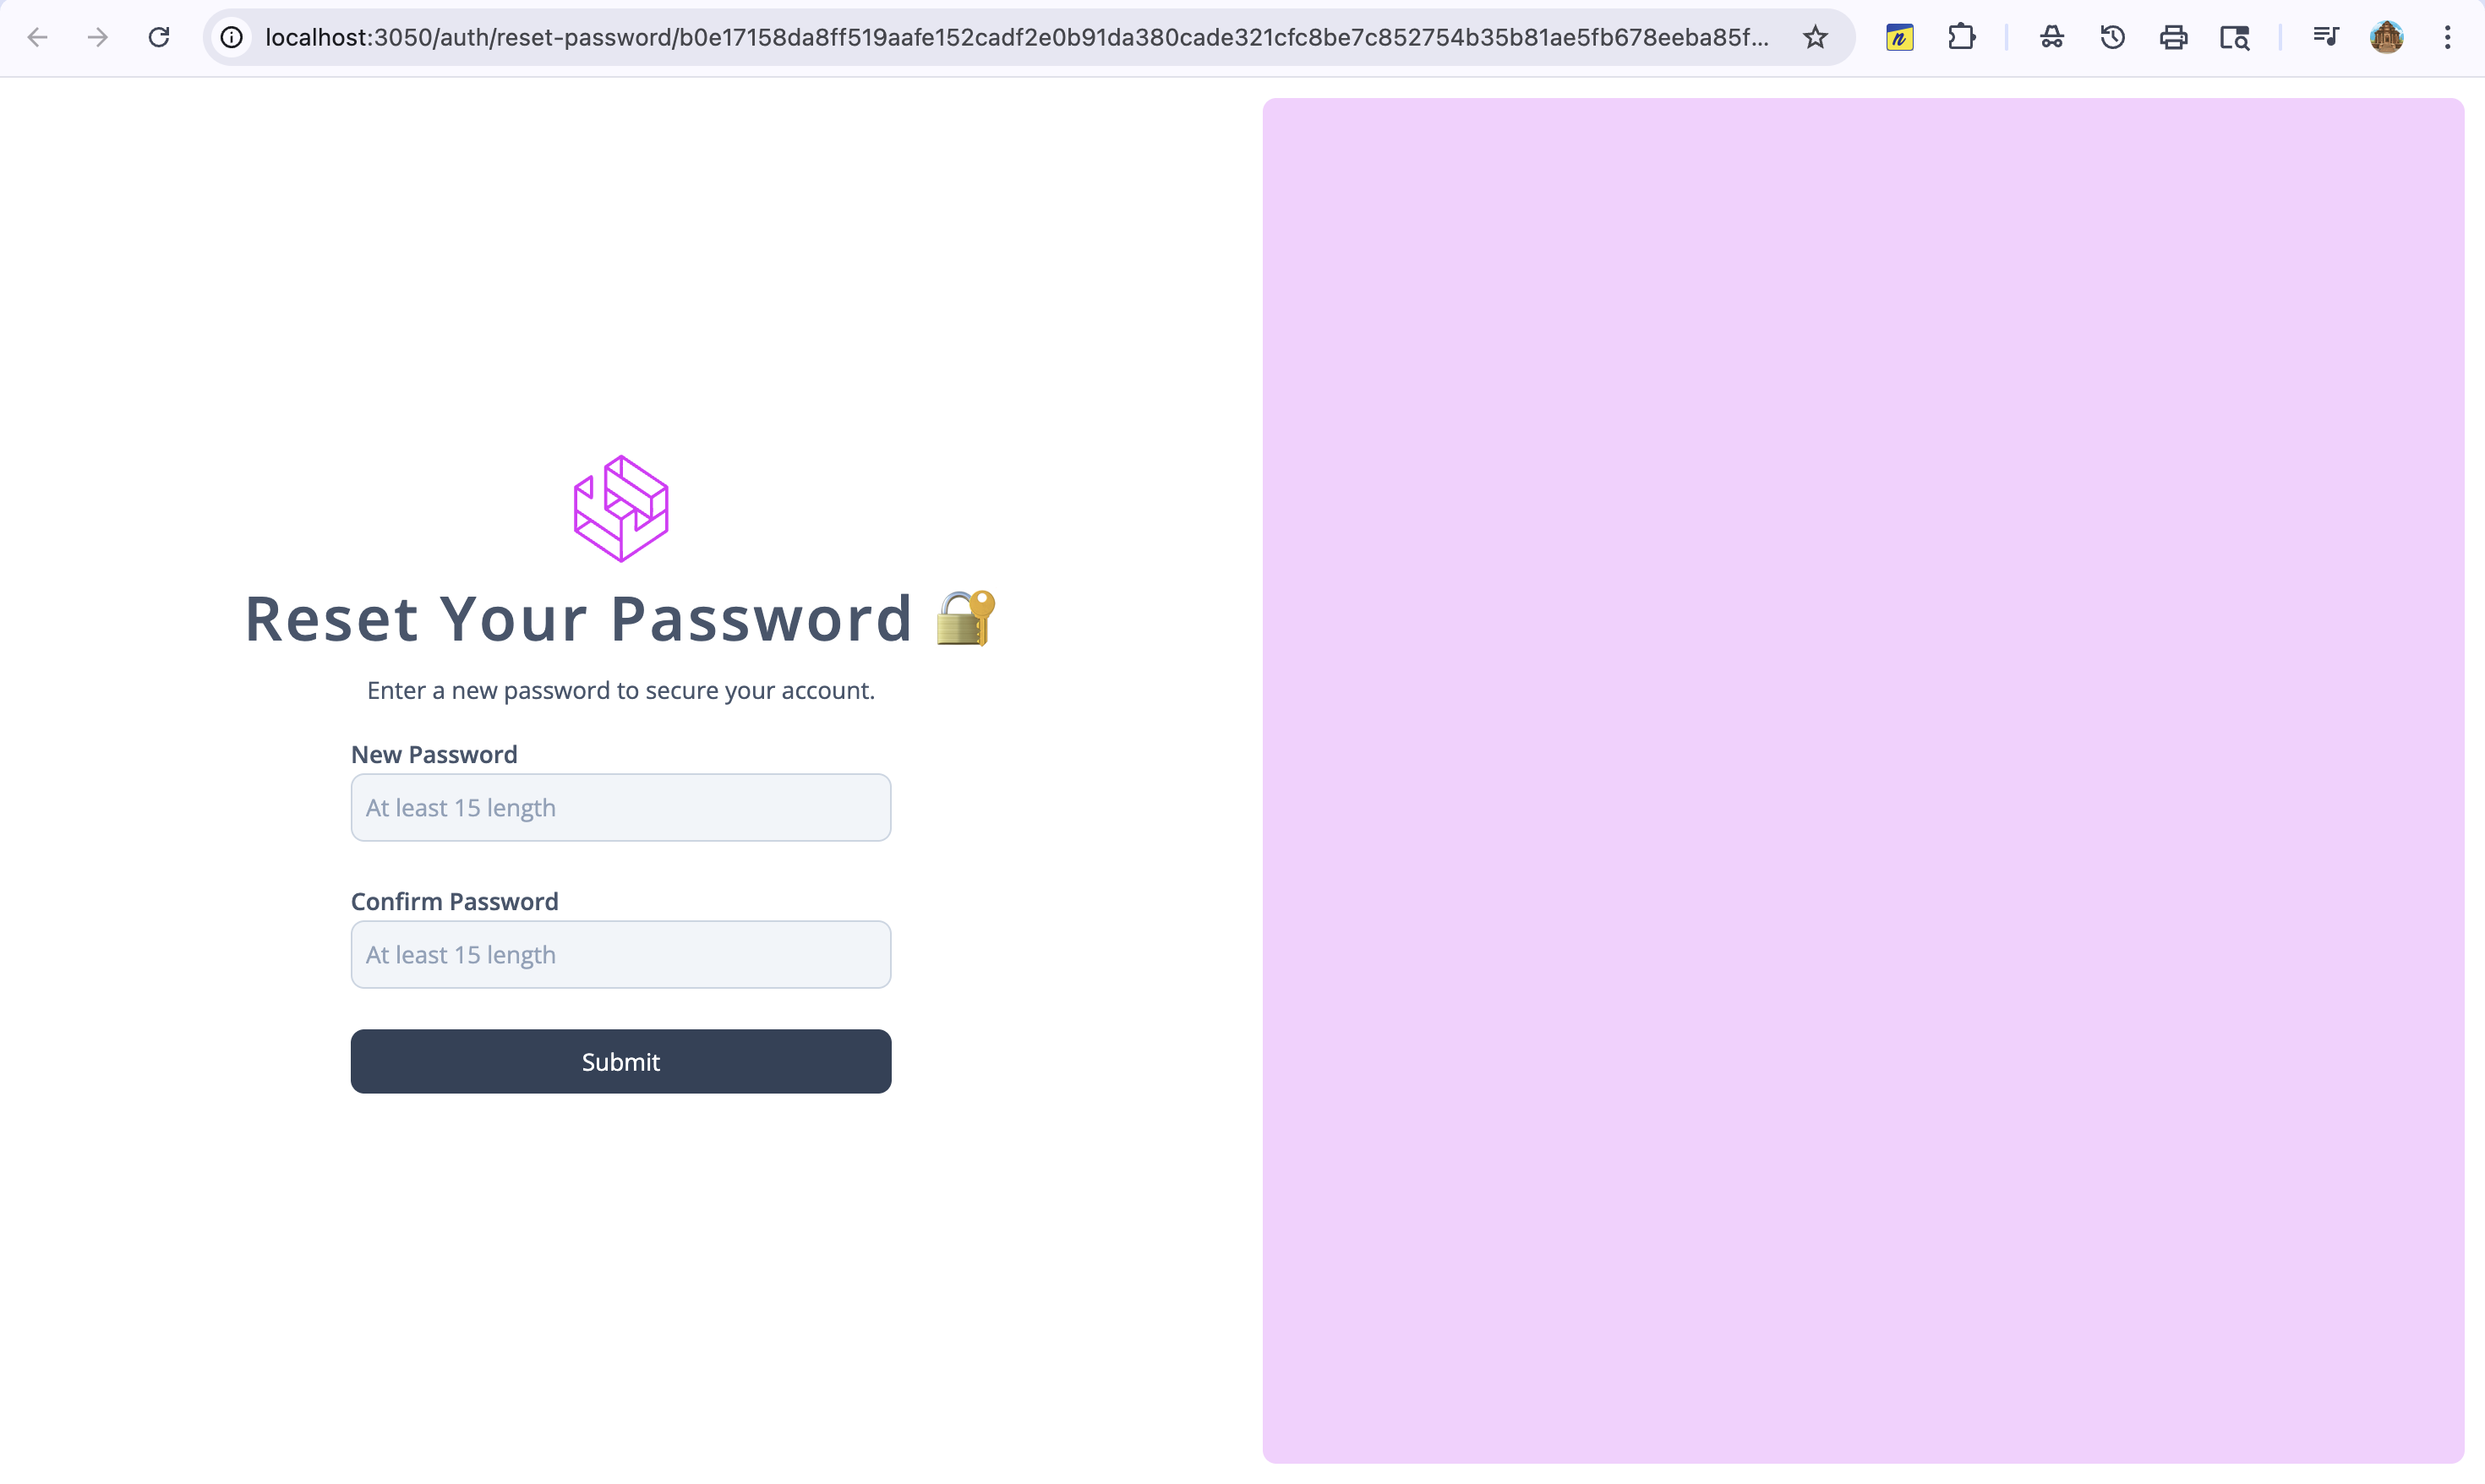 localhost:3050/auth/reset-password/b0e17158da8ff519aafe152cadf2e0b91da380cade321cfc8be7c852754b35b81ae5fb678eeba85f...
n
Reset Your Password 🔐
Enter a new password to secure your account.
New Password
At least 15 length
Confirm Password
At least 15 length
Submit